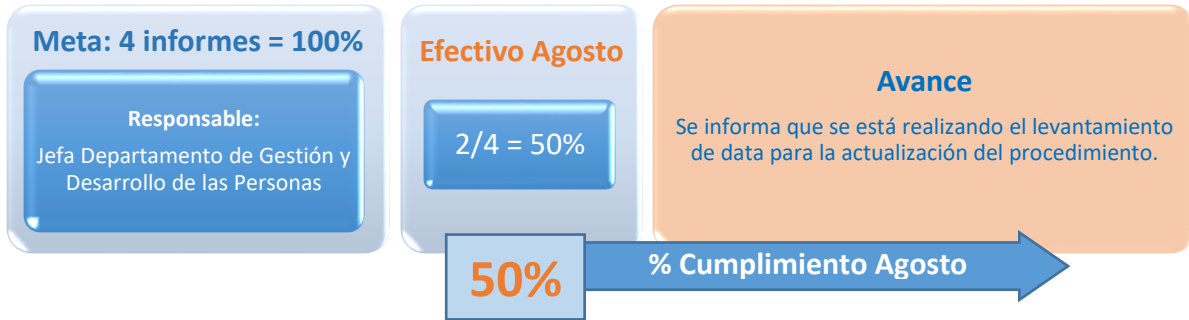 Meta: 4 informes = 100%
Responsable:
Jefa Departamento de Gestión y
Desarrollo de las Personas
Efectivo Agosto
2/4 = 50%
Avance
Se informa que se está realizando el levantamiento
de data para la actualización del procedimiento.
50%
% Cumplimiento Agosto